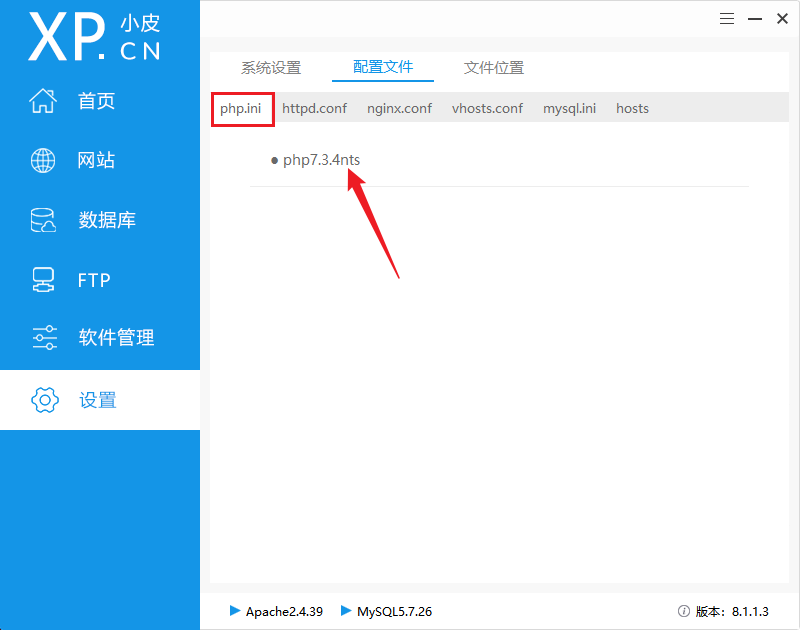 XP. 小皮
CN
首页
网站
数据库
FTP
软件管理
设置
系统设置 配置文件 文件位置
php.ini httpd.conf nginx.conf vhosts.conf mysql.ini hosts
● php7.3.4nts
Apache2.4.39 MySQL5.7.26 版本: 8.1.1.3